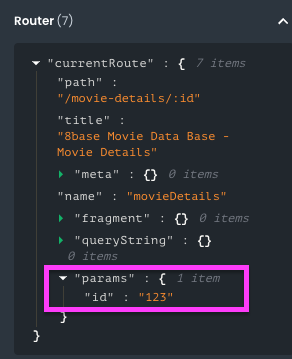 Router (7)
"currentRoute" : { 7 items
"path" :
"/movie-details/:id"
"title" :
"8base Movie Data Base -
Movie Details"
"meta" : {} 0 items
"name" : "movieDetails"
"fragment" : {} 0 items
"queryString" : {}
0 items
"params" : { 1 item
"id" : "123"
}
}